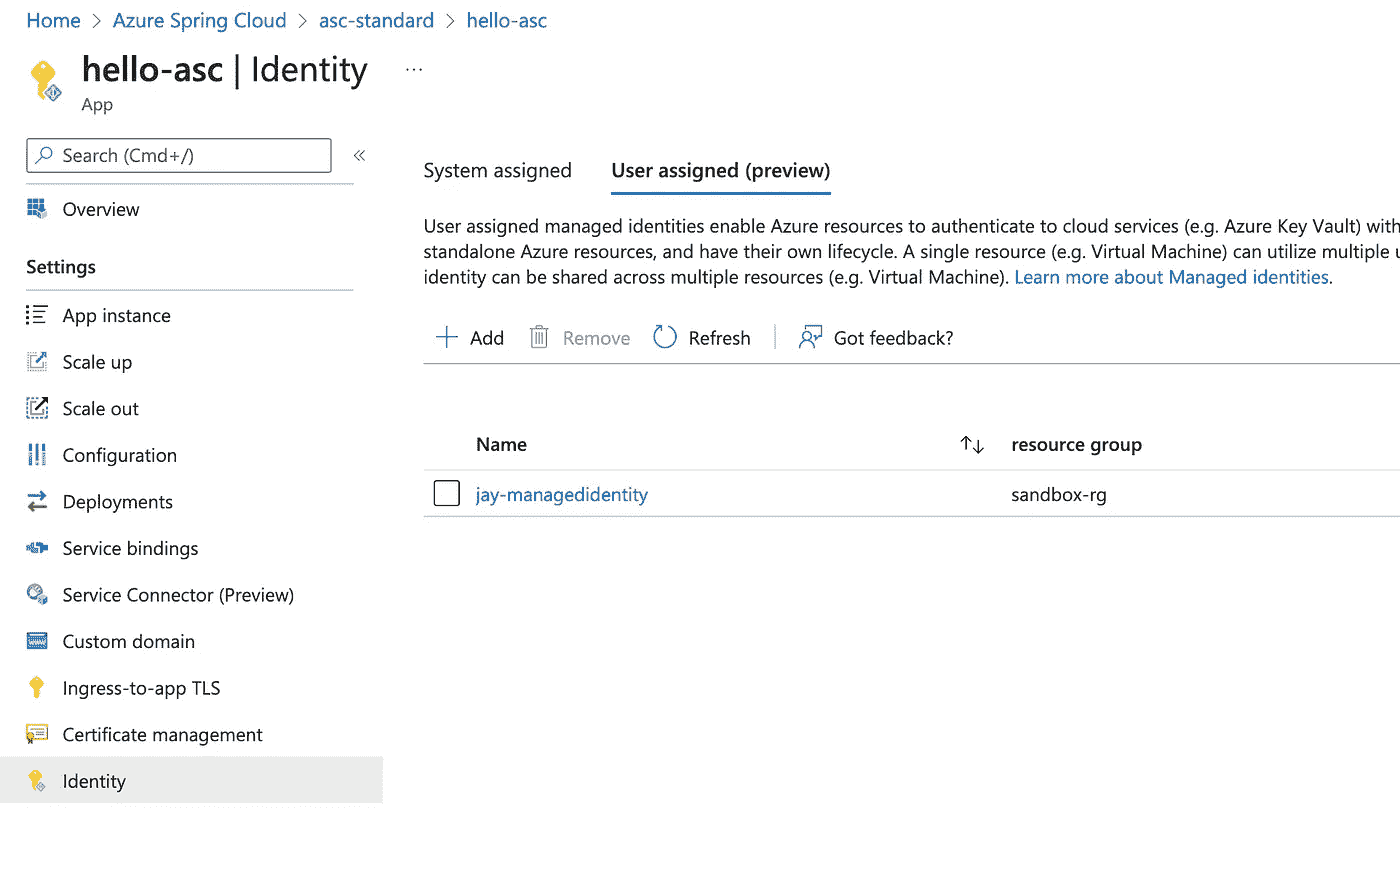 Home > Azure Spring Cloud > asc-standard > hello-asc
hello-asc | Identity ...
App
Search (Cmd+/)
«
Overview
Settings
App instance
Scale up
Scale out
Configuration
Deployments
Service bindings
Service Connector (Preview)
Custom domain
Ingress-to-app TLS
Certificate management
Identity
System assigned User assigned (preview)
User assigned managed identities enable Azure resources to authenticate to cloud services (e.g. Azure Key Vault) with
standalone Azure resources, and have their own lifecycle. A single resource (e.g. Virtual Machine) can utilize multiple
identity can be shared across multiple resources (e.g. Virtual Machine). Learn more about Managed identities.
Add Remove Refresh Got feedback?
Name ↑↓ resource group
jay-managedidentity sandbox-rg